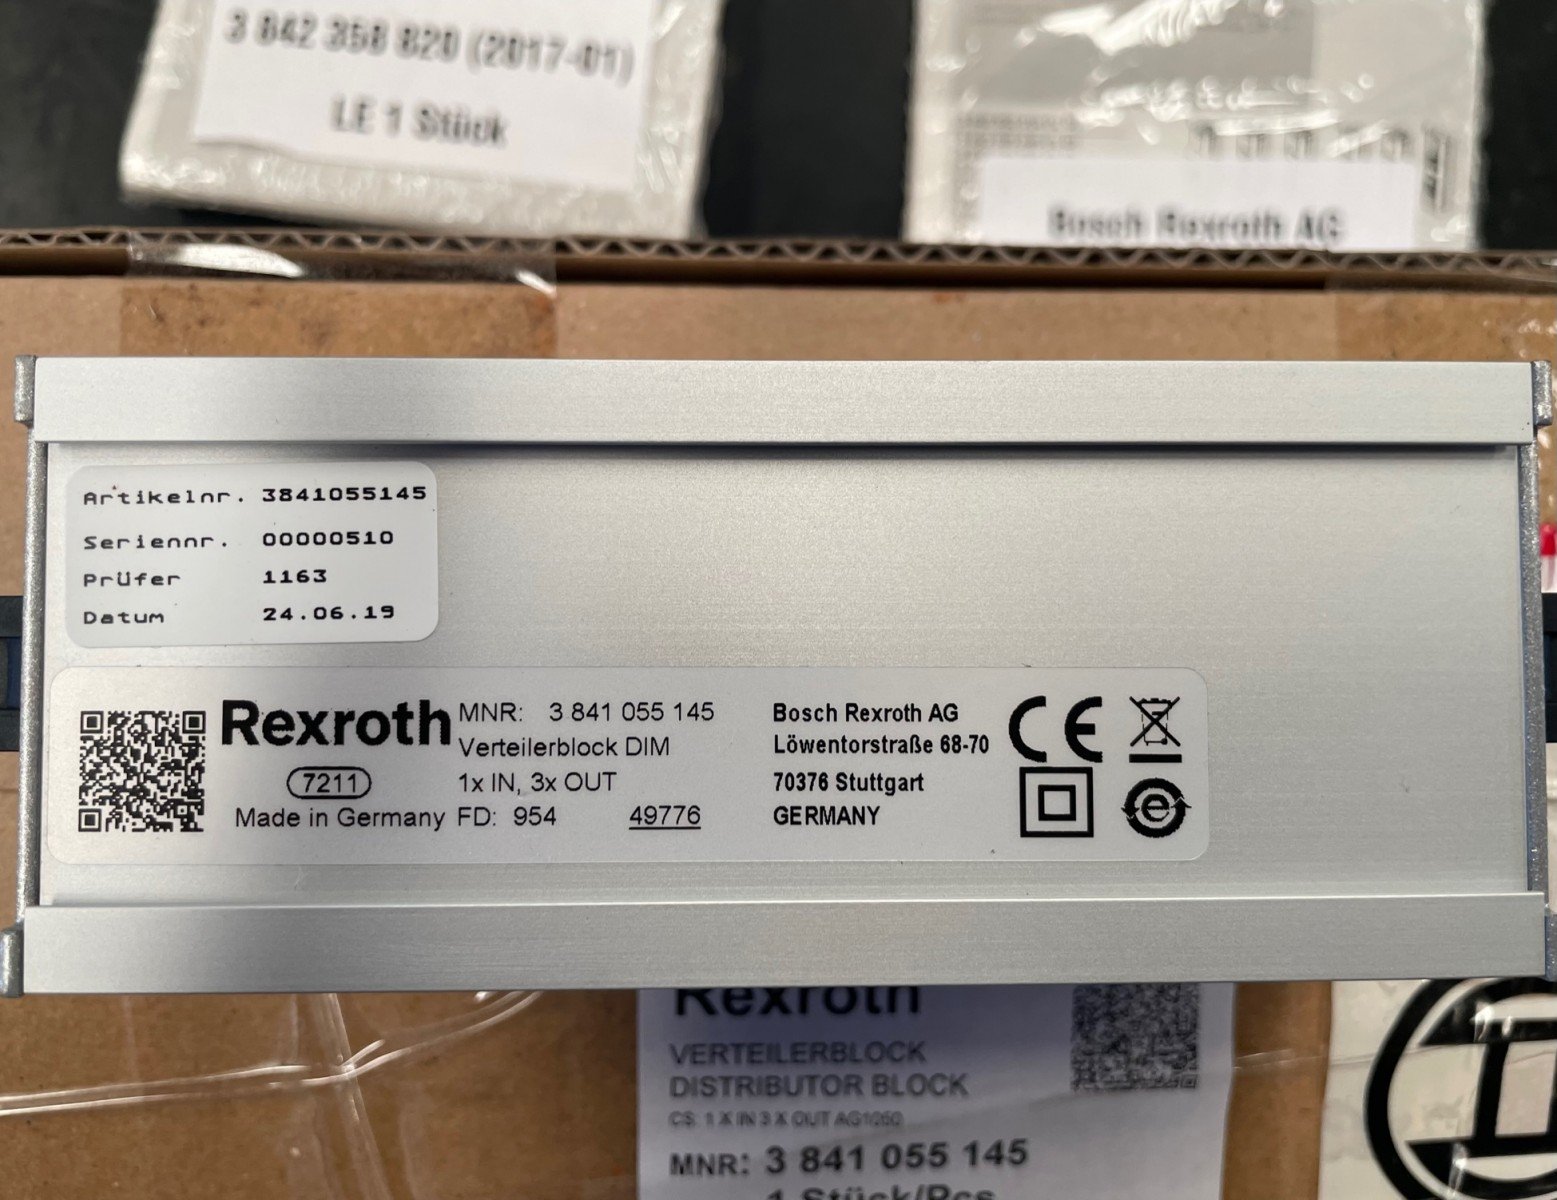 3 842 358 820 (2017-01)
LE 1 Stück
Bosch Rexroth AG
Artikelnr. 3841055145
Seriennr. 00000510
Prüfer 1163
Datum 24.06.19
Rexroth
7211
Made in Germany
MNR: 3 841 055 145
Verteilerblock DIM
1x IN, 3x OUT
FD: 954 49776
Bosch Rexroth AG
Löwentorstraße 68-70
70376 Stuttgart
GERMANY
CE
Rexroth
VERTEILERBLOCK
DISTRIBUTOR BLOCK
CS: 1 X IN 3 X OUT AG1050
MNR: 3 841 055 145
1 Stück/Pcs